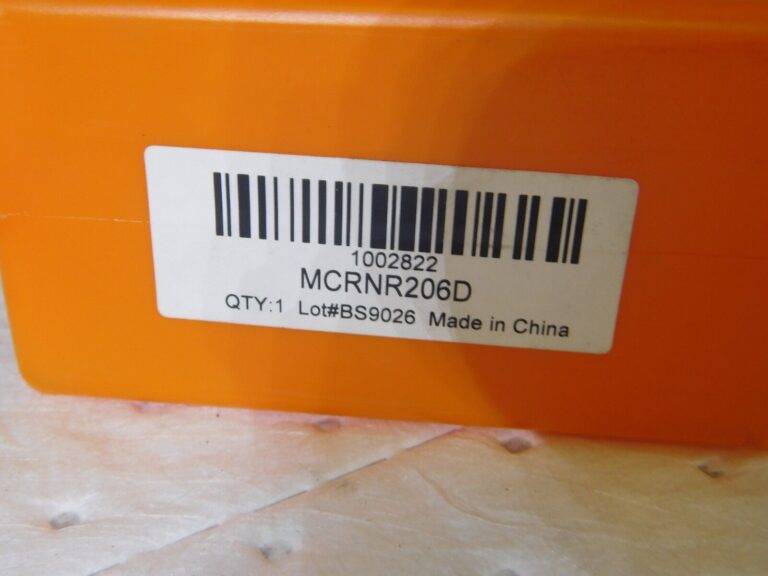 1002822
MCRNR206D
QTY:1 Lot#BS9026 Made in China